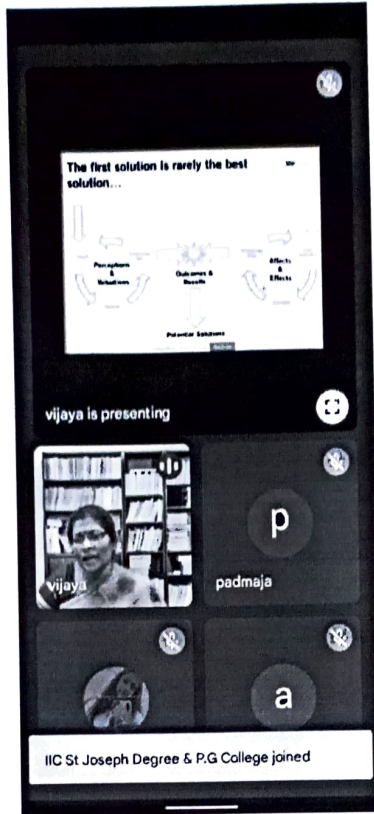 The first solution is rarely the best
solution...
Perceptions
&
Valuations
Outcomes &
Results
Affects
&
Effects
Potential Solutions
vijaya is presenting
vijaya
p
padmaja
a
IIC St Joseph Degree & P.G College joined